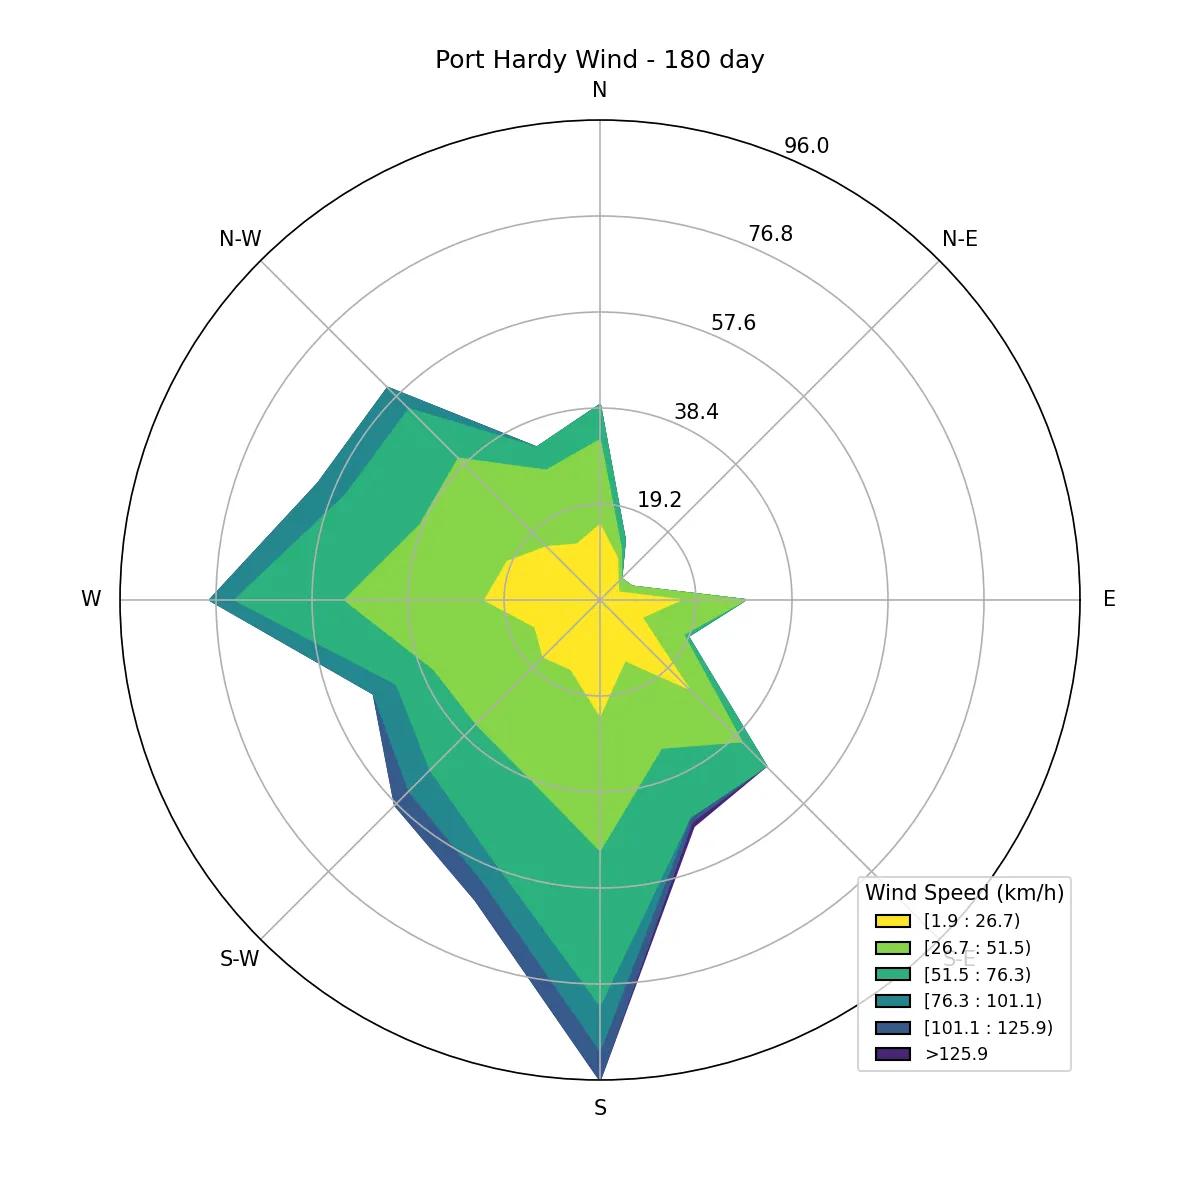 Port Hardy Wind - 180 day
N
96.0
N-W
76.8
N-E
57.6
38.4
19.2
W
E
Wind Speed (km/h)
[1.9 : 26.7)
[26.7 : 51.5)
S-W
S-E
[51.5 : 76.3)
[76.3 : 101.1)
[101.1 : 125.9)
>125.9
S